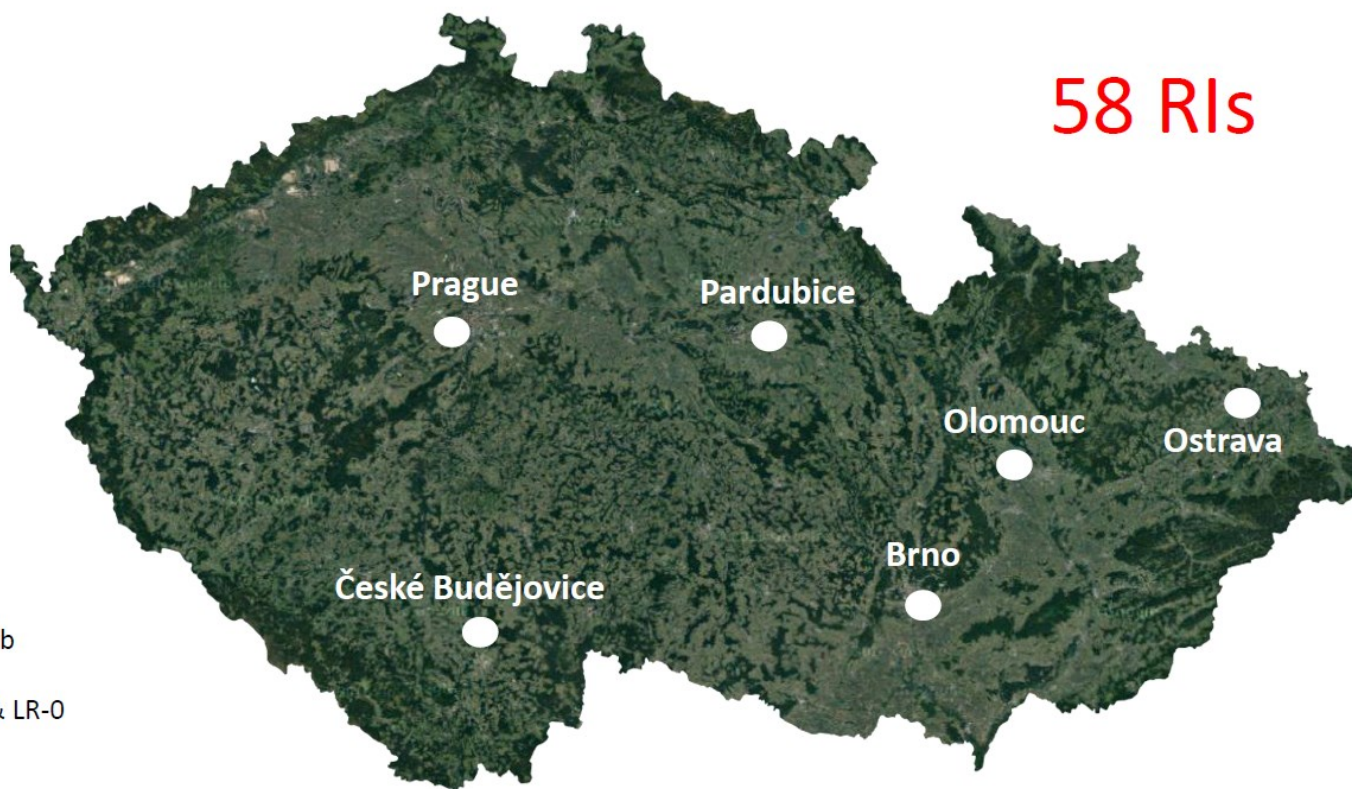 58 RIs
Prague
Pardubice
Olomouc
Ostrava
Brno
České Budějovice
b
LR-0